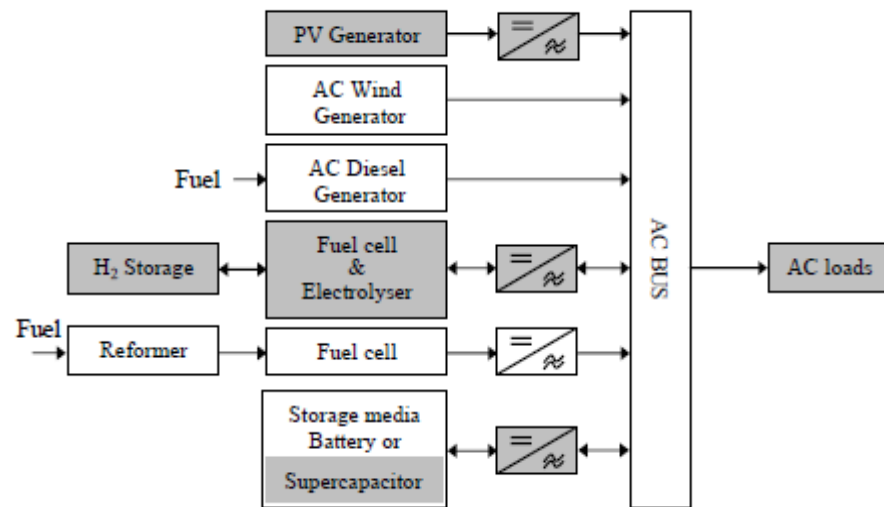 PV Generator
AC Wind
Generator
Fuel
AC Diesel
Generator
H₂ Storage
Fuel cell
&
Electrolyser
AC BUS
AC loads
Fuel
Reformer
Fuel cell
Storage media
Battery or
Supercapacitor